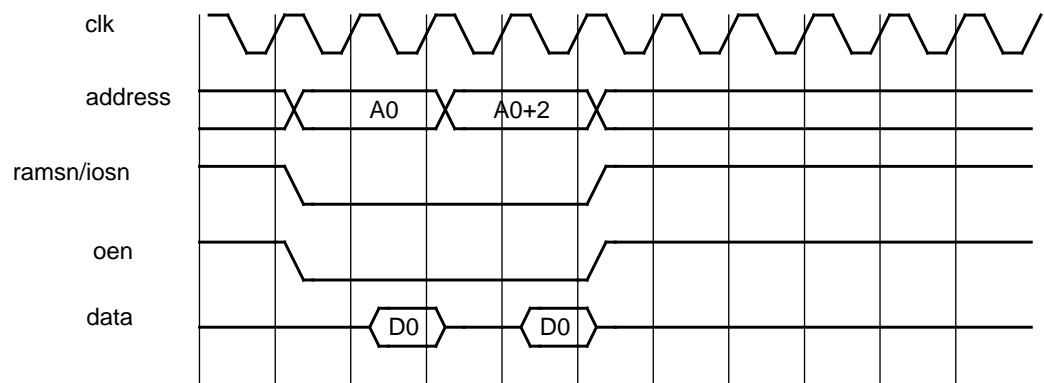 clk
address
A0
A0+2
ramsn/iosn
oen
data
D0
D0